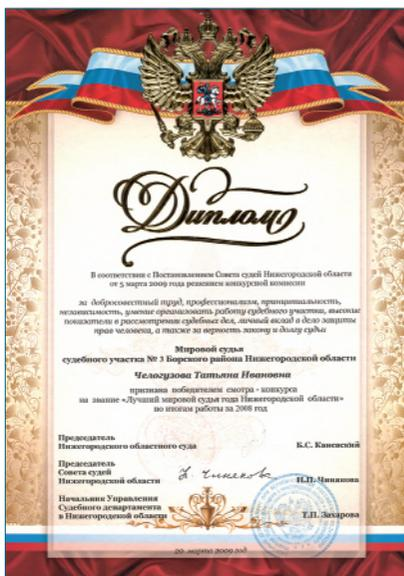 Диплом
В соответствии с Постановлением Совета судей Нижегородской области
от 5 марта 2009 года решением конкурсной комиссии
за добросовестный труд, профессионализм, принципиальность,
независимость, умение организовать работу судебного участка, высокие
показатели в рассмотрении судебных дел, личный вклад в дело защиты
прав человека, а также за верность закону и долгу судьи
Мировой судья
судебного участка № 3 Борского района Нижегородской области
Челогузова Татьяна Ивановна
признана победителем смотра - конкурса
на звание «Лучший мировой судья года Нижегородской области»
по итогам работы за 2008 год
Председатель
Нижегородского областного суда Б.С. Каневский
Председатель
Совета судей
Нижегородской области Н.П. Чинякова
Начальник Управления
Судебного департамента
в Нижегородской области Т.П. Захарова
20 марта 2009 год